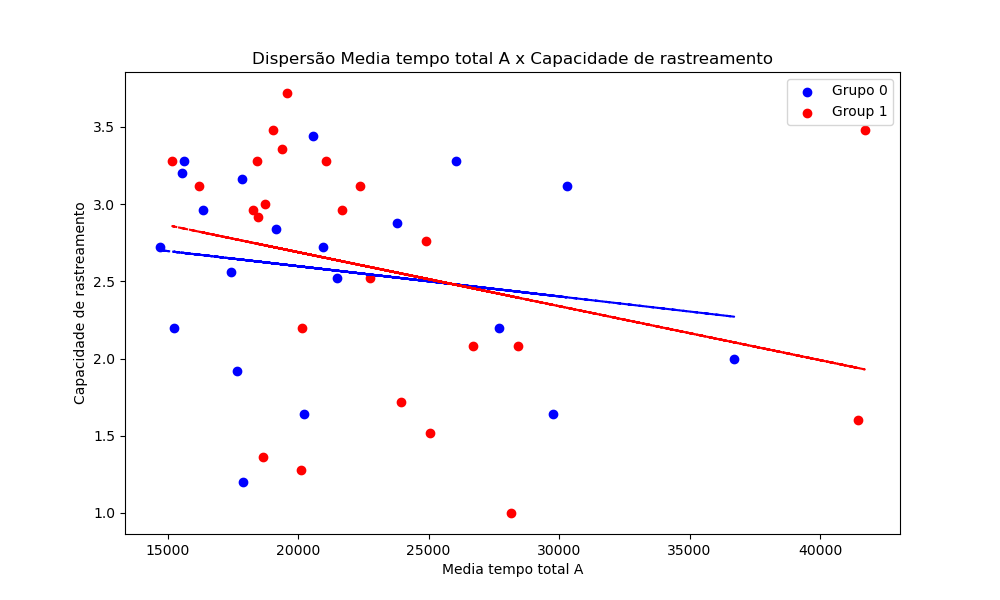 Dispersão Media tempo total A x Capacidade de rastreamento
Grupo 0
Group 1
Capacidade de rastreamento
3.5
3.0
2.5
2.0
1.5
1.0
15000 20000 25000 30000 35000 40000
Media tempo total A